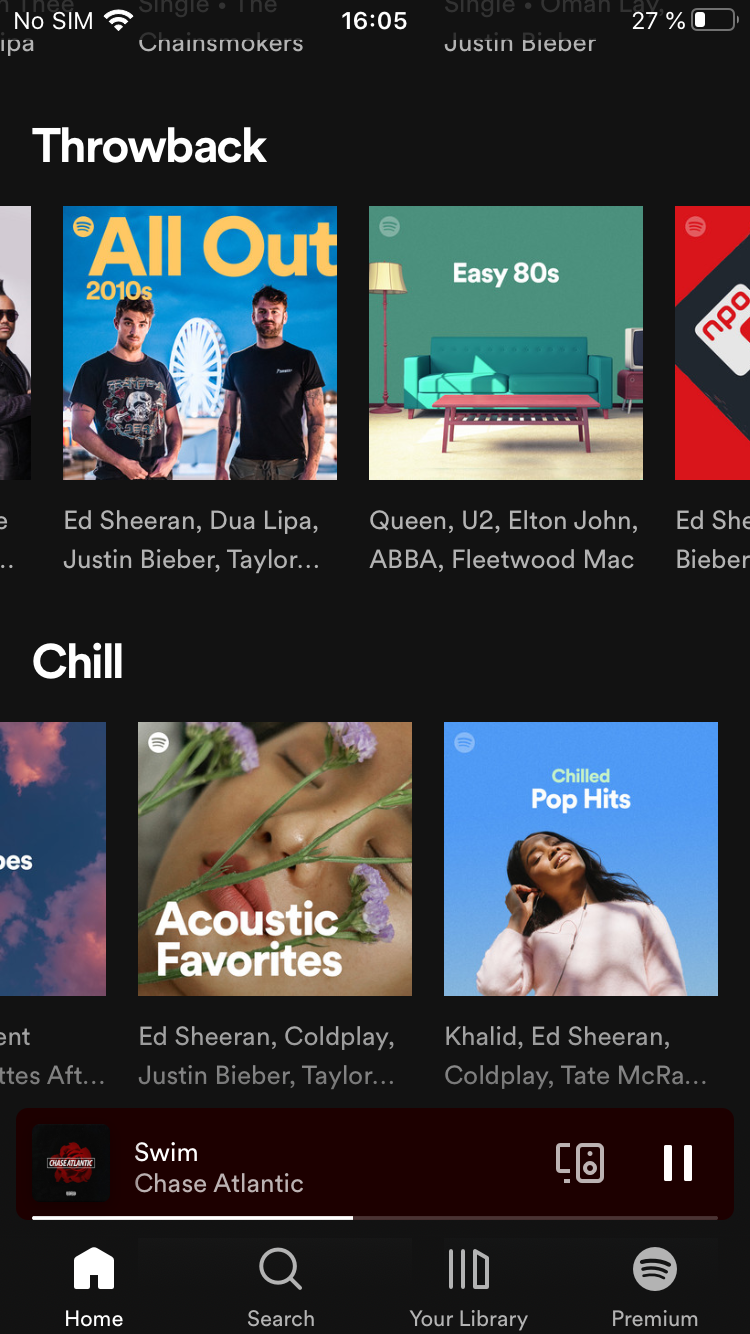 No SIM
16:05
27 %
Single • The
Single • Oman Lay,
ipa
Chainsmokers
Justin Bieber
Throwback
All Out
2010s
Easy 80s
npo
e
Ed Sheeran, Dua Lipa,
Queen, U2, Elton John,
Ed She
..
Justin Bieber, Taylor...
ABBA, Fleetwood Mac
Bieber
Chill
pes
Acoustic
Favorites
Chilled
Pop Hits
ent
Ed Sheeran, Coldplay,
Khalid, Ed Sheeran,
ttes Aft...
Justin Bieber, Taylor...
Coldplay, Tate McRa...
CHASE ATLANTIC
Swim
Chase Atlantic
Home
Search
Your Library
Premium